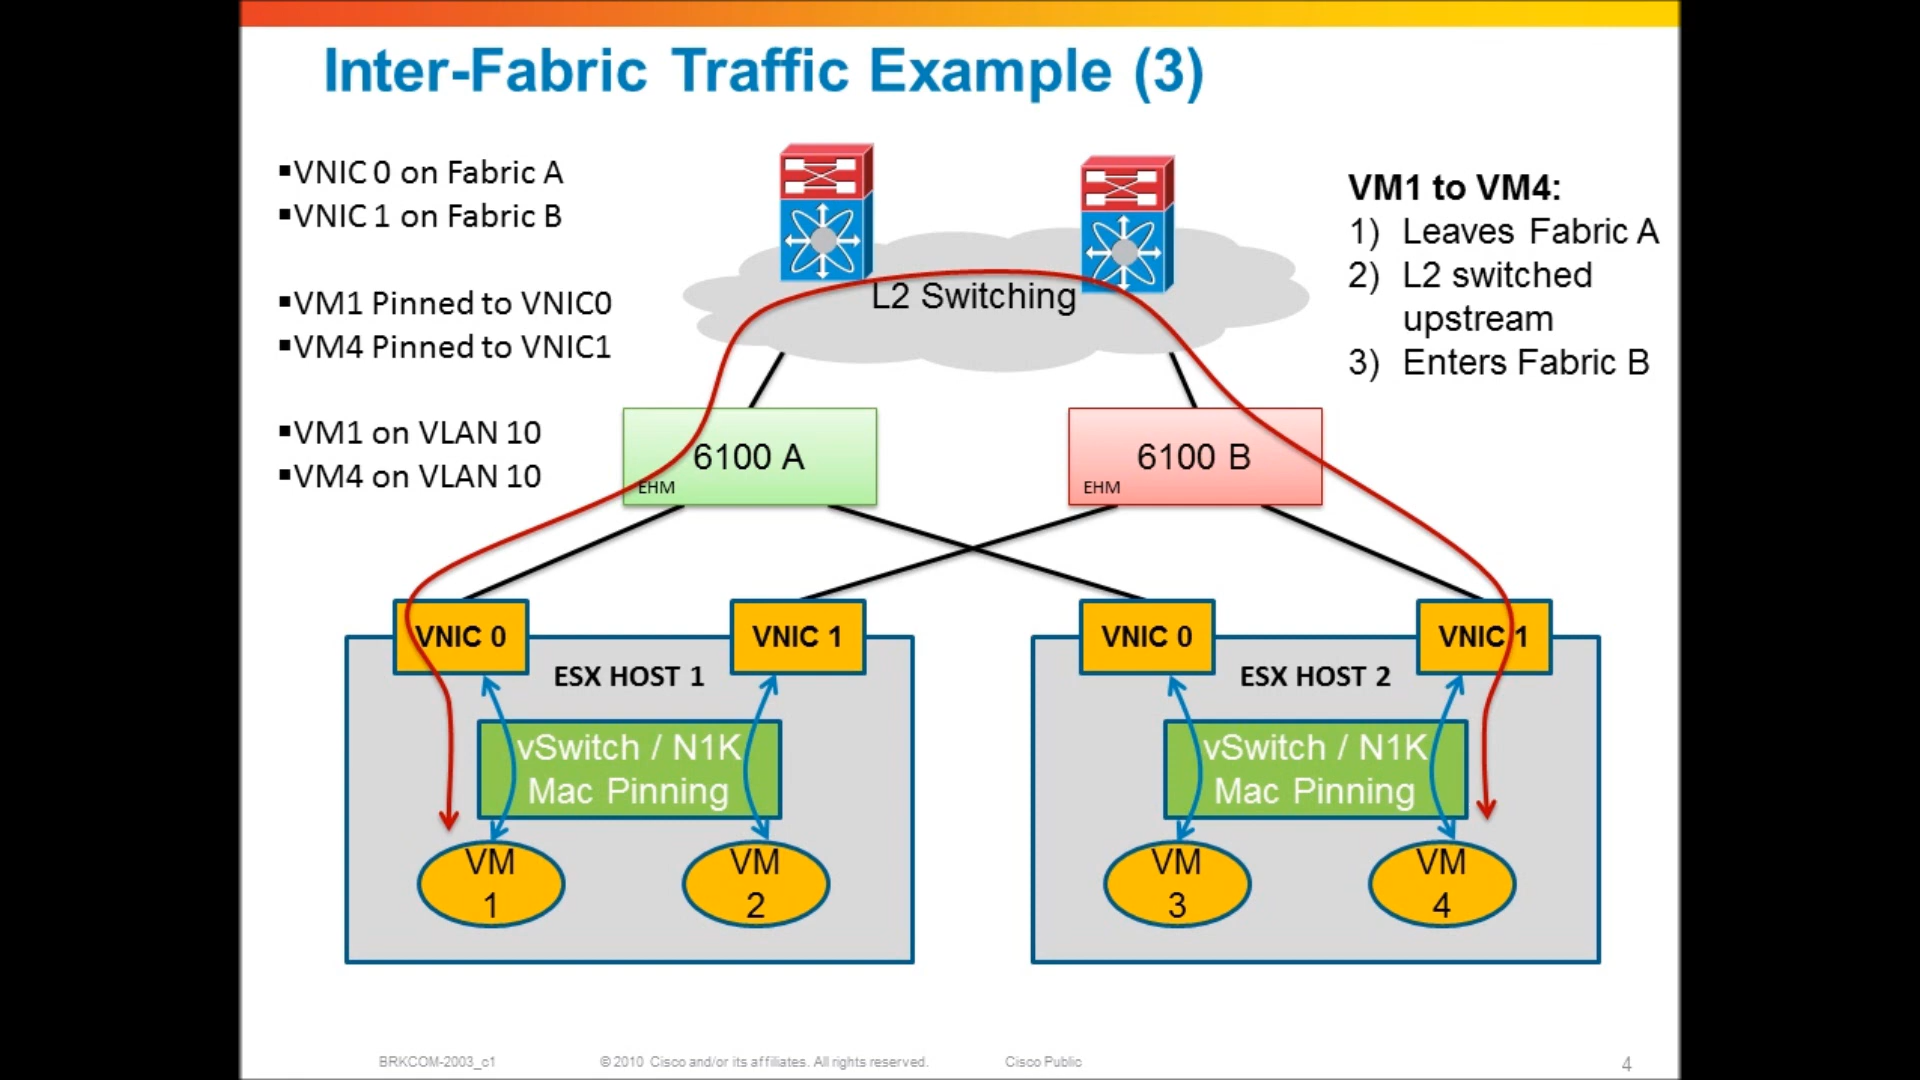 Inter-Fabric Traffic Example (3)
▪VNIC 0 on Fabric A
▪VNIC 1 on Fabric B
▪VM1 Pinned to VNIC0
▪VM4 Pinned to VNIC1
▪VM1 on VLAN 10
▪VM4 on VLAN 10
VM1 to VM4:
1) Leaves Fabric A
2) L2 switched
upstream
3) Enters Fabric B
L2 Switching
6100 A
EHM
6100 B
EHM
VNIC 0
VNIC 1
ESX HOST 1
vSwitch / N1K
Mac Pinning
VM
1
VM
2
VNIC 0
VNIC 1
ESX HOST 2
vSwitch / N1K
Mac Pinning
VM
3
VM
4
BRKCOM-2003_c1
© 2010 Cisco and/or its affiliates. All rights reserved.
Cisco Public
4